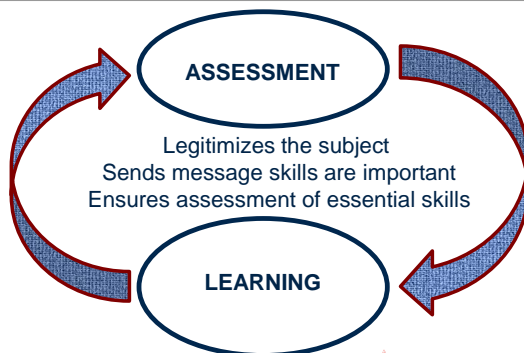 ASSESSMENT
Legitimizes the subject
Sends message skills are important
Ensures assessment of essential skills
LEARNING